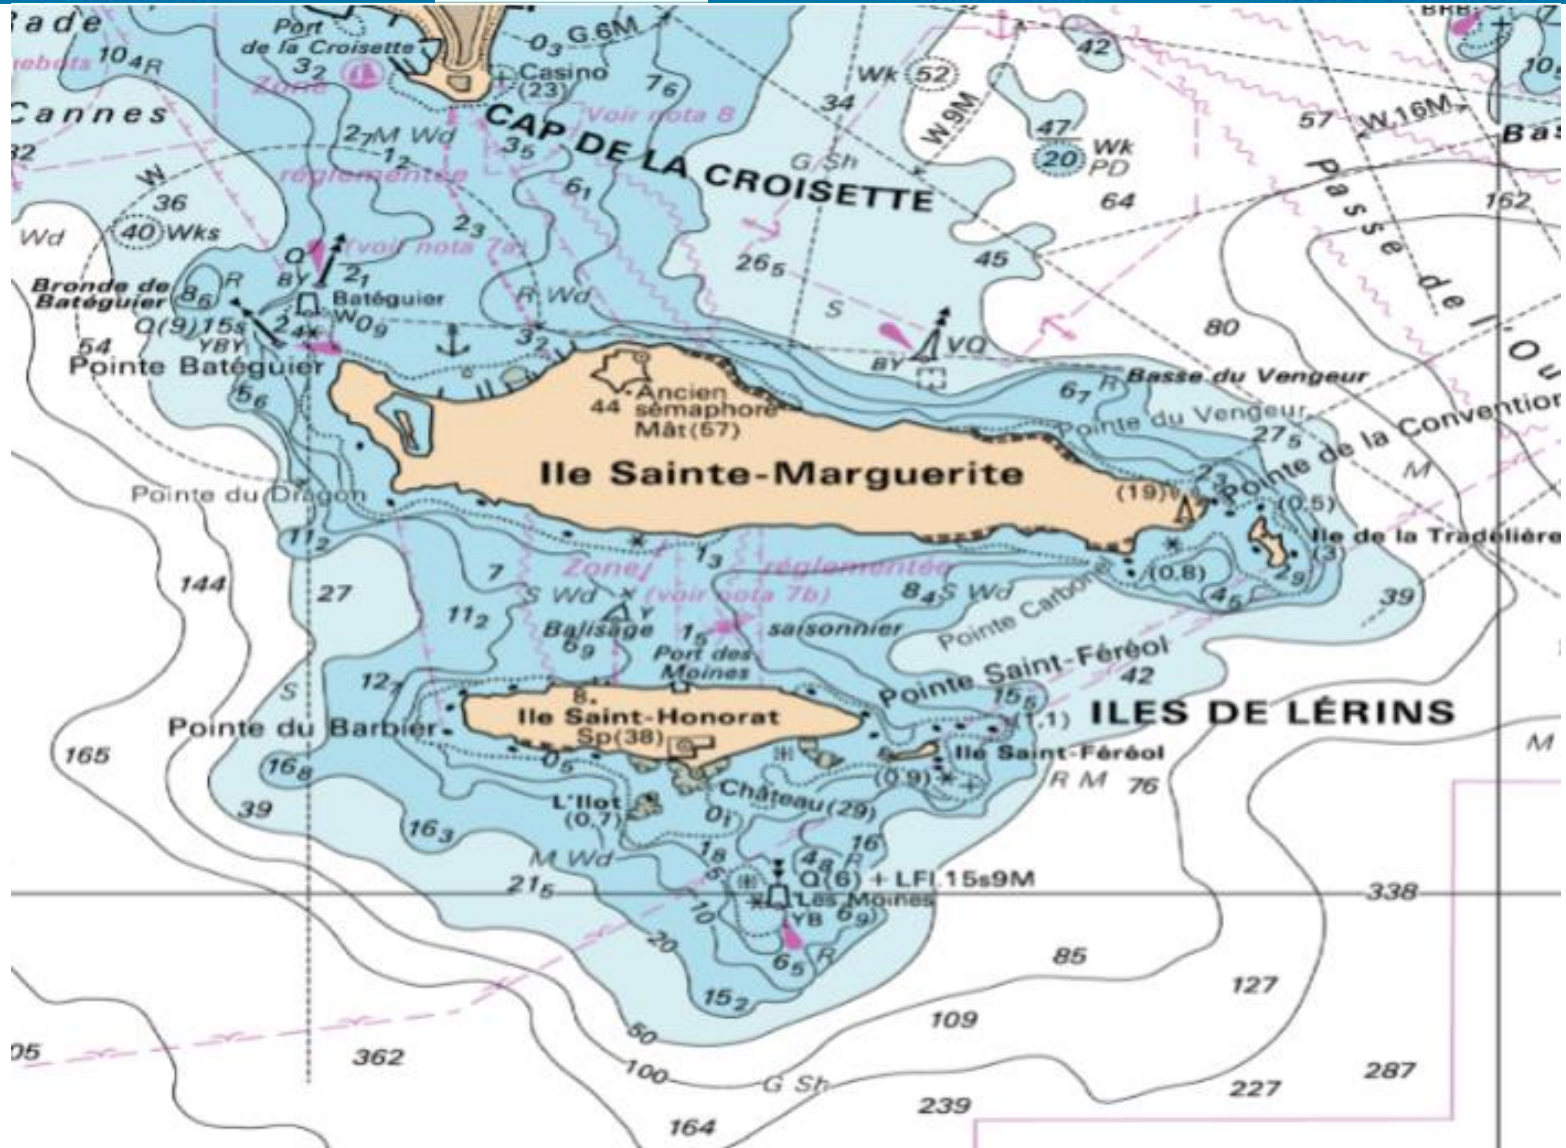 Port
de la Croisette
G.6M
0₃
10₄R
3₂
Zone
Casino
(23)
7₆
Wk 52
42
34
W.9M
47
20
Wk
PD
57
W.16M
Cannes
Voir nota 8
CAP DE LA CROISETTE
2₇M Wd
1₂
3₅
G Sh
réglementée
6₁
64
162
W
36
40 Wks
Wd
2₃
(voir nota 7a)
Q
BY
2₁
26₅
45
Passe de l'Ou
Bronde de
Batéguier
8₆
R
Batéguier
R Wd
S
80
Q(9)15s
YBY
2₄
W
0₉
3₂
54
Pointe Batéguier
VQ
BY
Basse du Vengeur
5₆
6₇
R
Ancien
sémaphore
Mât(57)
44
Pointe du Vengeur
27₅
Pointe de la Convention
M
Ile Sainte-Marguerite
Pointe du Dragon
(19)
(0,5)
Ile de la Tradelière
(3)
11₂
1₃
Zone
réglementée
(0,8)
2₉
144
27
7
S Wd
(voir nota 7b)
8₄S Wd
4₅
39
11₂
Y
Balisage
6₉
1₅
saisonnier
Pointe Carbonel
Port des
Moines
Pointe Saint-Féréol
42
S
12₇
8
15₅
(1,1)
ILES DE LÉRINS
Pointe du Barbier
Ile Saint-Honorat
Sp(38)
Ile Saint-Féréol
165
M
16₈
0₅
(0,9)
R M
76
39
L'Ilot
(0,7)
Château(29)
0₁
16₃
1₈
16
M Wd
S
4₈
R
21₅
Q(6) + LFl.15s9M
338
Les Moines
10
YB
6₉
20
6₅
R
85
15₂
127
50
109
05
362
100
G Sh
287
227
239
164